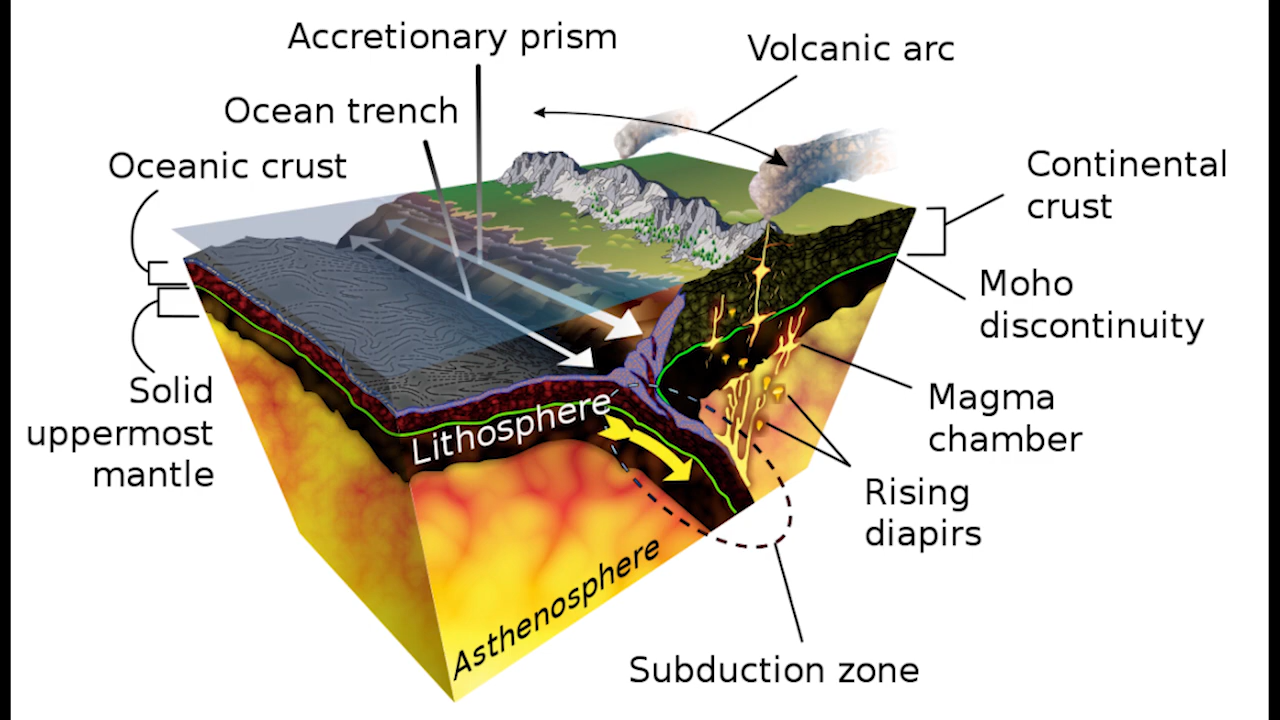 Accretionary prism
Volcanic arc
Ocean trench
Oceanic crust
Continental
crust
Moho
discontinuity
Solid
uppermost
mantle
Lithosphere
Magma
chamber
Rising
diapirs
Asthenosphere
Subduction zone